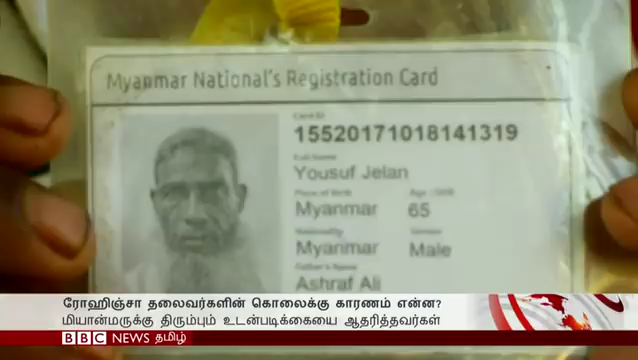 Myanmar National's Registration Card
Card ID
15520171018141319
Full Name
Yousuf Jelan
Place of Birth Age / DOB
Myanmar 65
Nationality Gender
Myanmar Male
Father's Name
Ashraf Ali
ரோஹிஞ்சா தலைவர்களின் கொலைக்கு காரணம் என்ன?
மியான்மருக்கு திரும்பும் உடன்படிக்கையை ஆதரித்தவர்கள்
BBC NEWS தமிழ்